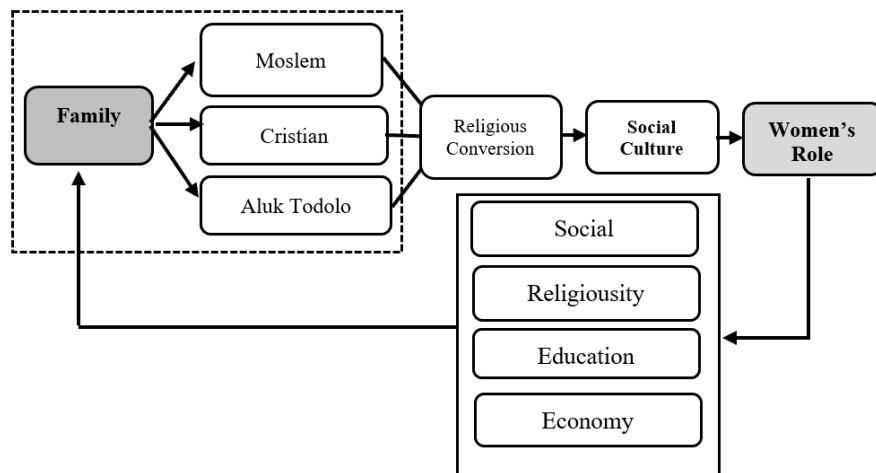 Family
Moslem
Cristian
Aluk Todolo
Religious
Conversion
Social
Culture
Women’s
Role
Social
Religiousity
Education
Economy